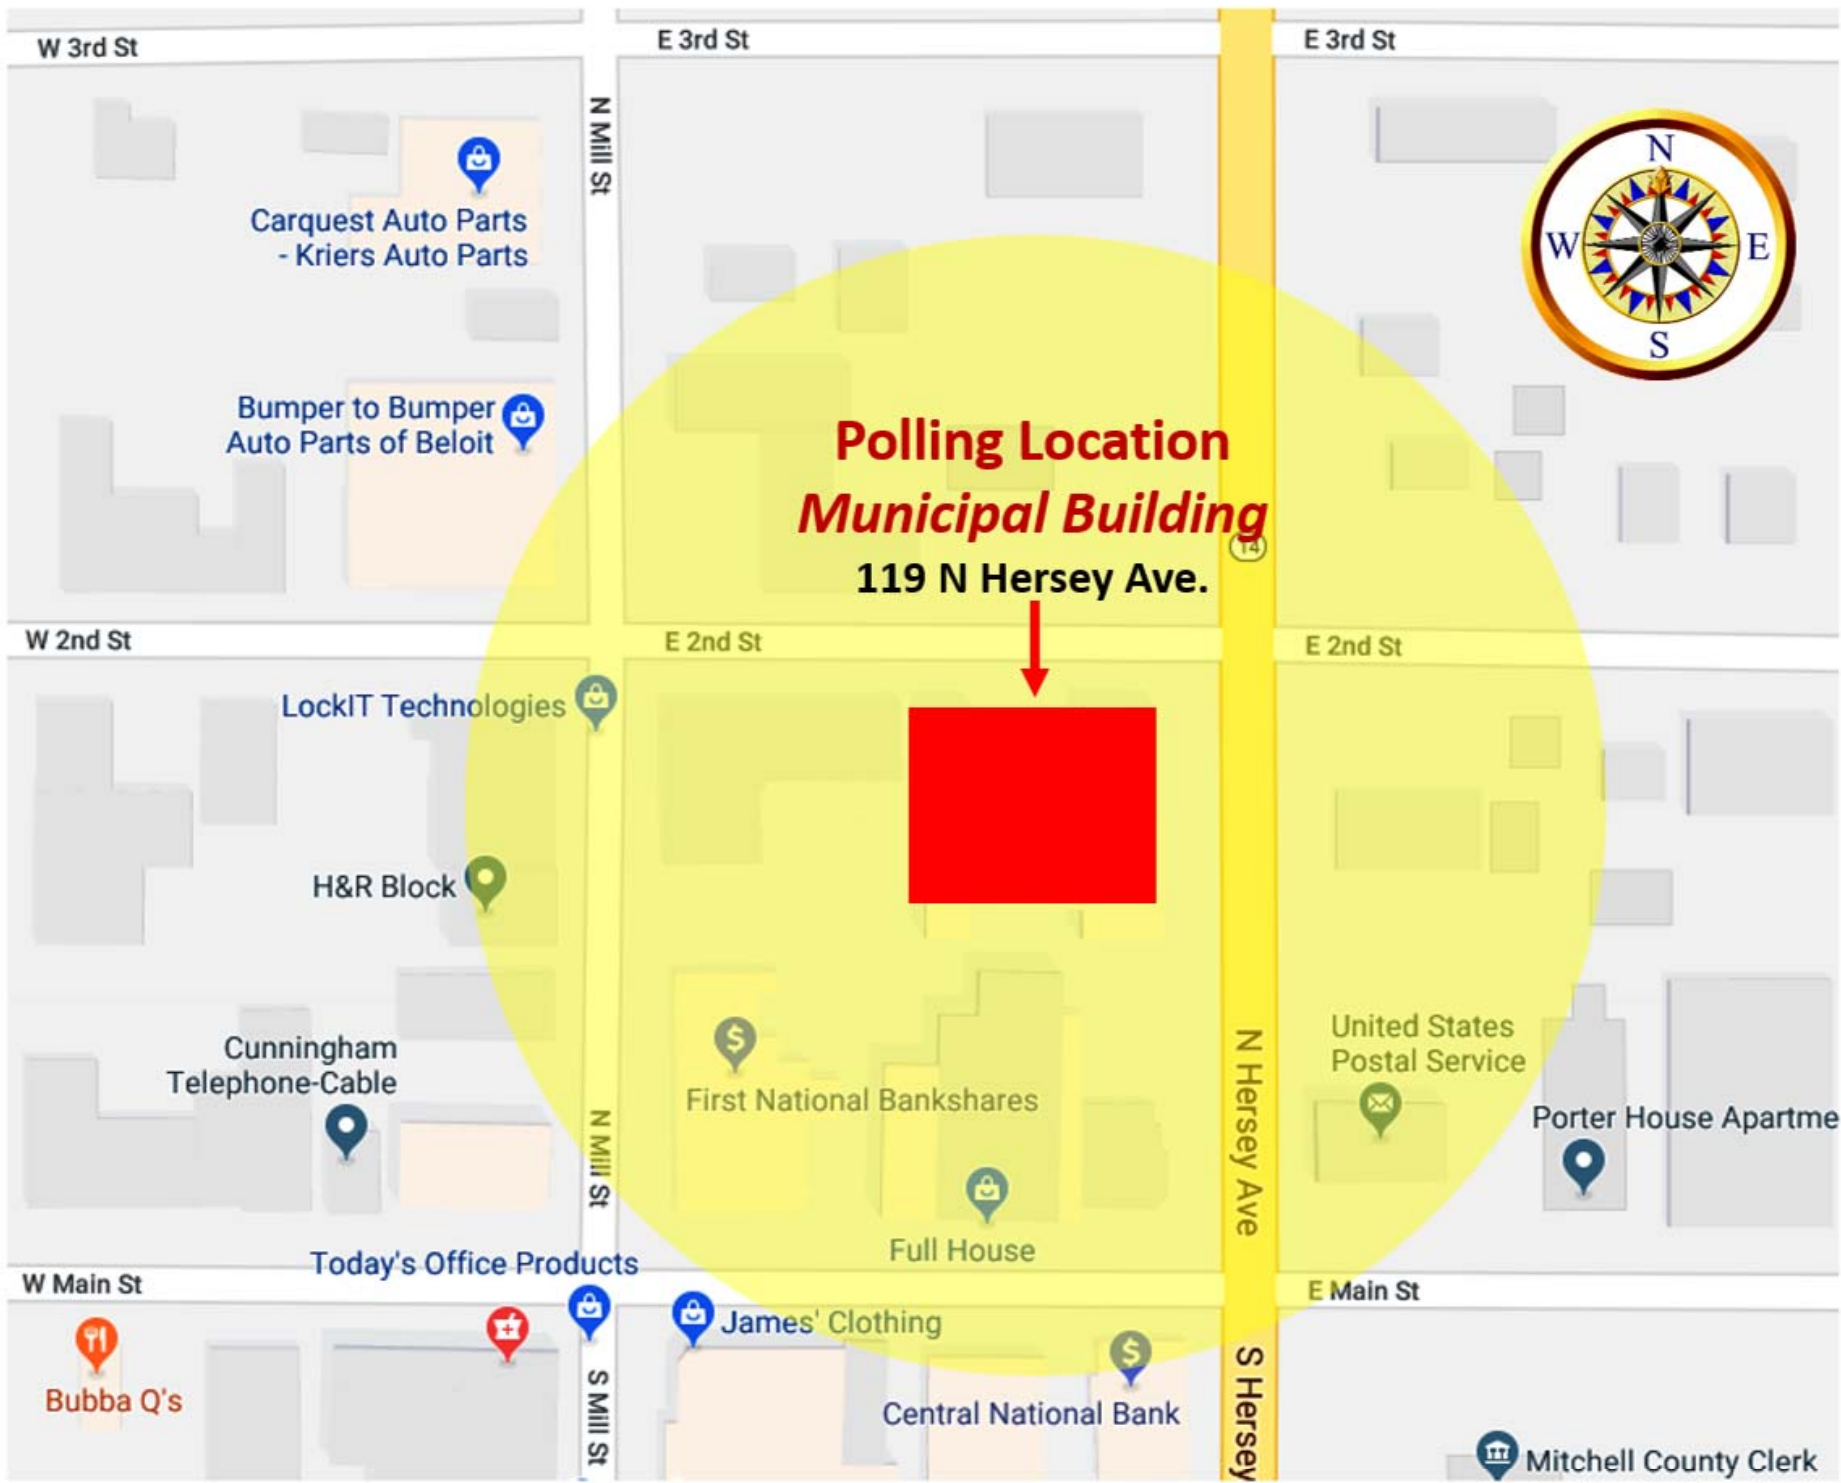 W 3rd St
E 3rd St
E 3rd St
N Mill St
N
W
E
S
Carquest Auto Parts
- Kriers Auto Parts
Bumper to Bumper
Auto Parts of Beloit
Polling Location
Municipal Building
14
119 N Hersey Ave.
W 2nd St
E 2nd St
E 2nd St
LockIT Technologies
H&R Block
Cunningham
Telephone-Cable
$
First National Bankshares
United States
Postal Service
N Hersey Ave
Porter House Apartme
N Mill St
Full House
Today's Office Products
W Main St
E Main St
James' Clothing
$
Bubba Q's
S Mill St
Central National Bank
S Hersey
Mitchell County Clerk